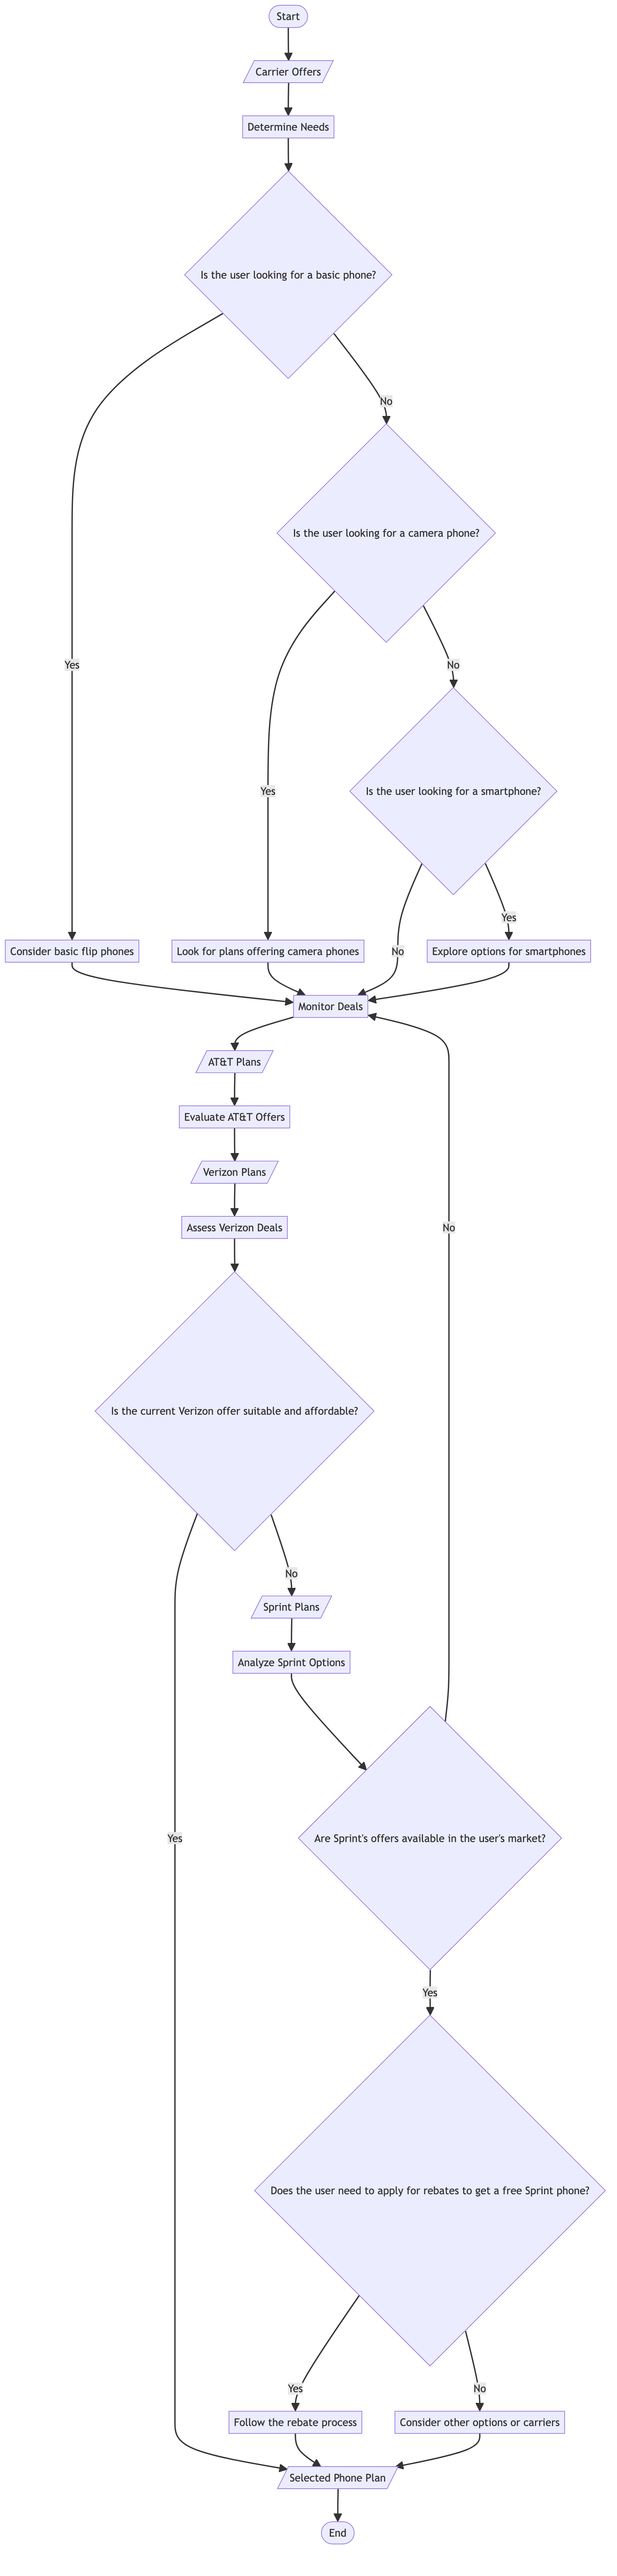 Start
Carrier Offers
Determine Needs
Is the user looking for a basic phone?
No
Is the user looking for a camera phone?
Yes
No
Yes
Is the user looking for a smartphone?
Yes
Consider basic flip phones
Look for plans offering camera phones
No
Explore options for smartphones
Monitor Deals
AT&T Plans
Evaluate AT&T Offers
Verizon Plans
Assess Verizon Deals
No
Is the current Verizon offer suitable and affordable?
No
Sprint Plans
Analyze Sprint Options
Yes
Are Sprint's offers available in the user's market?
Yes
Does the user need to apply for rebates to get a free Sprint phone?
Yes
No
Follow the rebate process
Consider other options or carriers
Selected Phone Plan
End